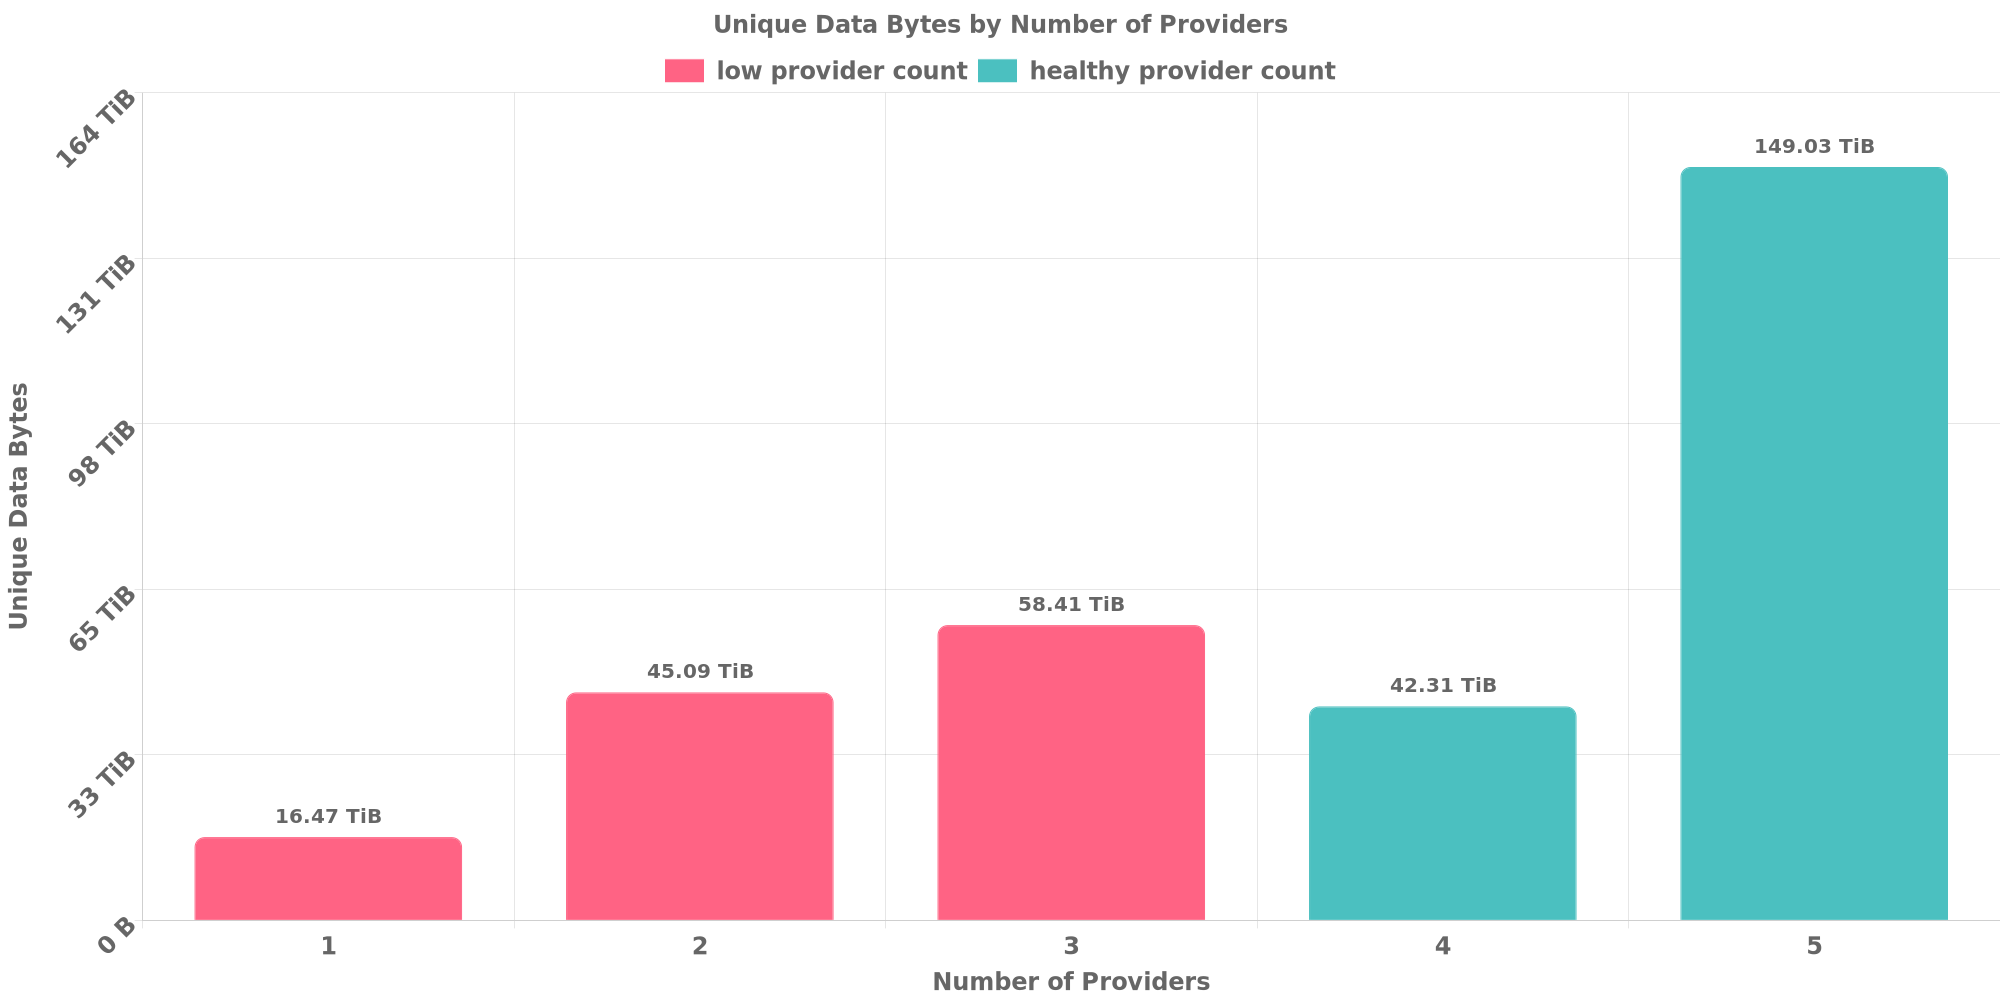 Unique Data Bytes by Number of Providers
low provider count
healthy provider count
164 TiB
131 TiB
98 TiB
65 TiB
33 TiB
0 B
Unique Data Bytes
16.47 TiB
45.09 TiB
58.41 TiB
42.31 TiB
149.03 TiB
1
2
3
4
5
Number of Providers